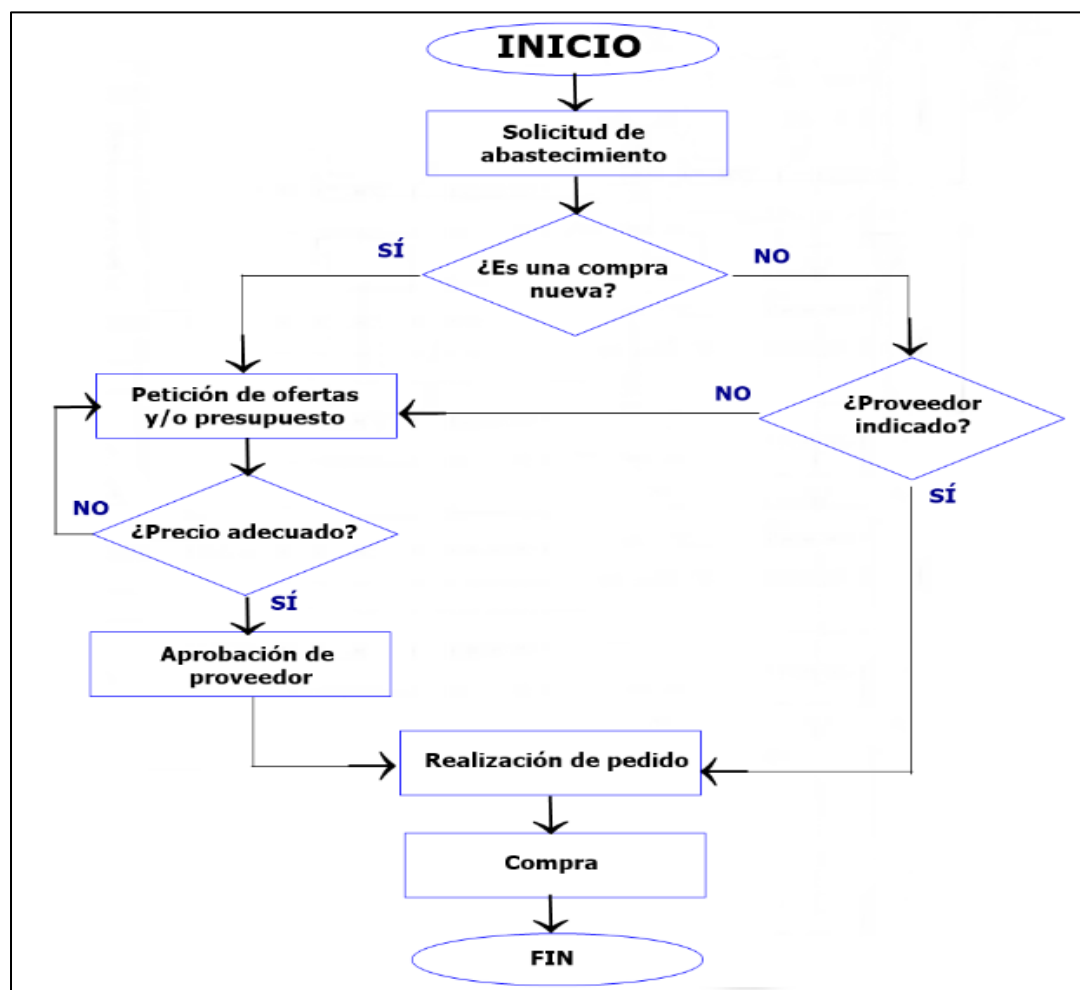 INICIO
Solicitud de
abastecimiento
SÍ
¿Es una compra
nueva?
NO
Petición de ofertas
y/o presupuesto
NO
¿Proveedor
indicado?
NO
¿Precio adecuado?
SÍ
SÍ
Aprobación de
proveedor
Realización de pedido
Compra
FIN